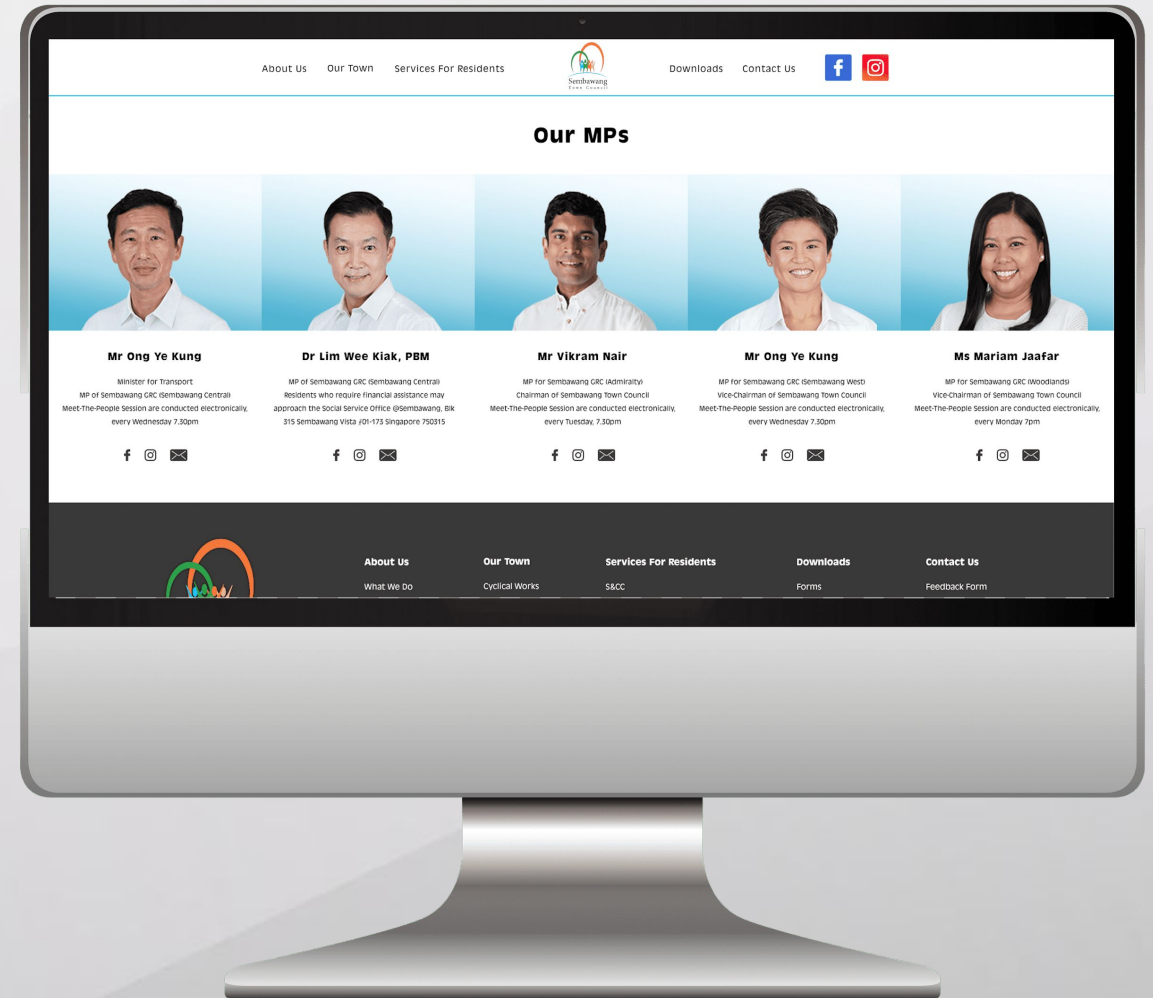 About Us Our Town Services For Residents
Sembawang
Town Council
Downloads Contact Us
Our MPs
Mr Ong Ye Kung
Minister for Transport
MP of Sembawang GRC (Sembawang Central)
Meet-The-People Session are conducted electronically,
every Wednesday 7.30pm
Dr Lim Wee Kiak, PBM
MP of Sembawang GRC (Sembawang Central)
Residents who require financial assistance may
approach the Social Service Office @Sembawang, Blk
315 Sembawang Vista #01-173 Singapore 750315
Mr Vikram Nair
MP for Sembawang GRC (Admiralty)
Chairman of Sembawang Town Council
Meet-The-People Session are conducted electronically,
every Tuesday, 7.30pm
Mr Ong Ye Kung
MP for Sembawang GRC (Sembawang West)
Vice-Chairman of Sembawang Town Council
Meet-The-People Session are conducted electronically,
every Wednesday 7.30pm
Ms Mariam Jaafar
MP for Sembawang GRC (Woodlands)
Vice-Chairman of Sembawang Town Council
Meet-The-People Session are conducted electronically,
every Monday 7pm
About Us
What We Do
Our Town
Cyclical Works
Services For Residents
S&CC
Downloads
Forms
Contact Us
Feedback Form